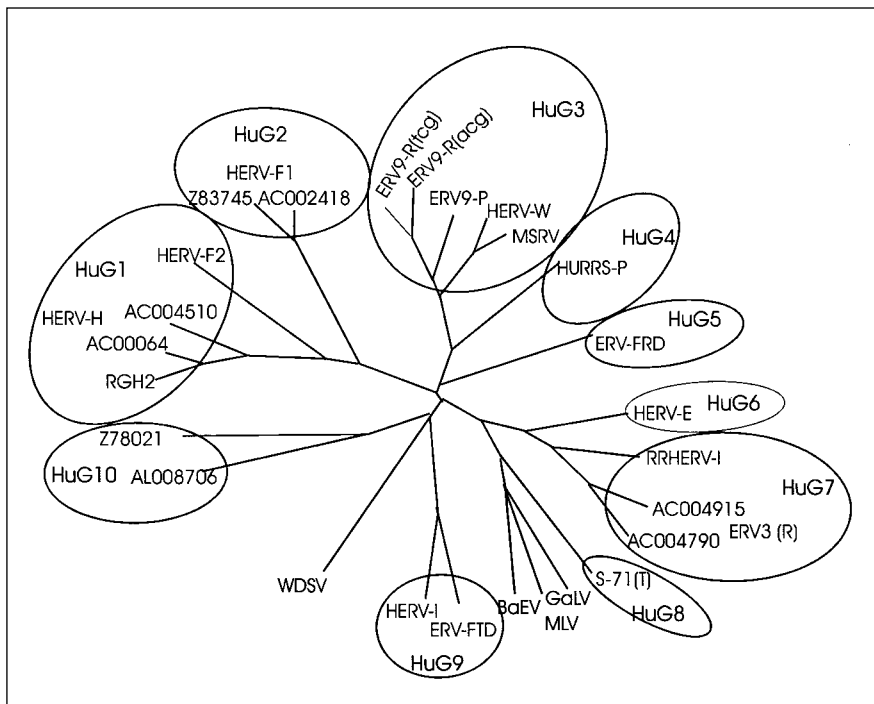 HuG3
ERV9-R(tcg)
ERV9-R(acg)
ERV9-P
HERV-W
MSRV
HuG2
HERV-F1
Z83745 AC002418
HuG4
HURRS-P
HuG1
HERV-F2
HERV-H
AC004510
AC00064
RGH2
HuG5
ERV-FRD
HERV-E
HuG6
Z78021
HuG10
AL008706
RRHERV-I
HuG7
AC004915
AC004790
ERV3 (R)
WDSV
HERV-I
ERV-FTD
HuG9
BaEV
GaLV
MLV
S-71(T)
HuG8